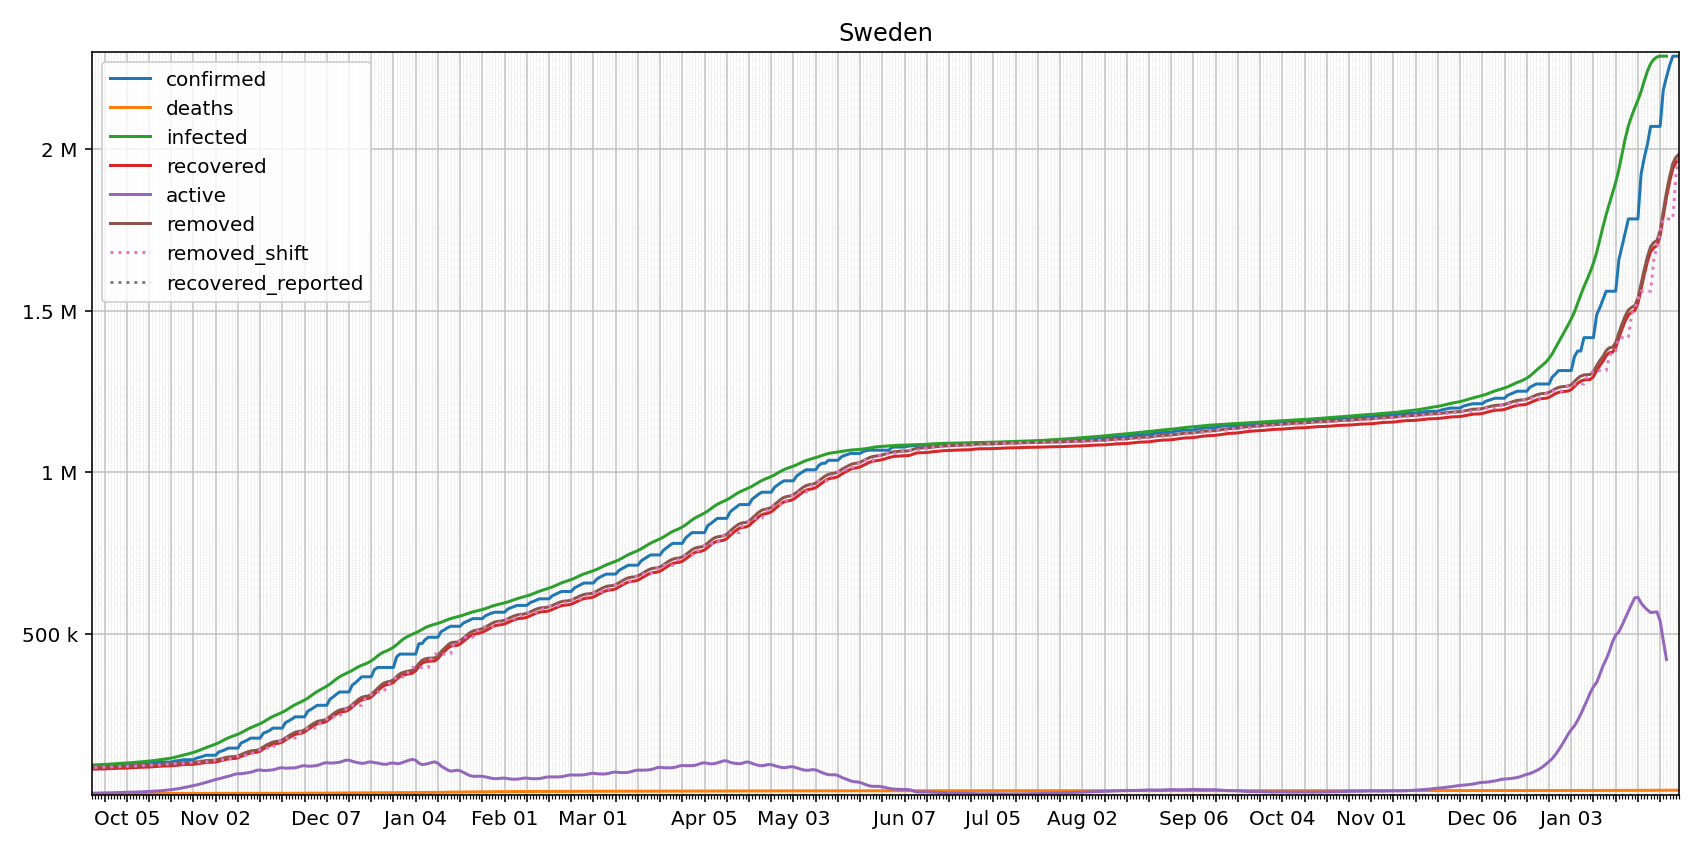 Sweden
confirmed
deaths
infected
recovered
active
removed
removed_shift
recovered_reported
2 M
1.5 M
1 M
500 k
Oct 05 Nov 02 Dec 07 Jan 04 Feb 01 Mar 01 Apr 05 May 03 Jun 07 Jul 05 Aug 02 Sep 06 Oct 04 Nov 01 Dec 06 Jan 03